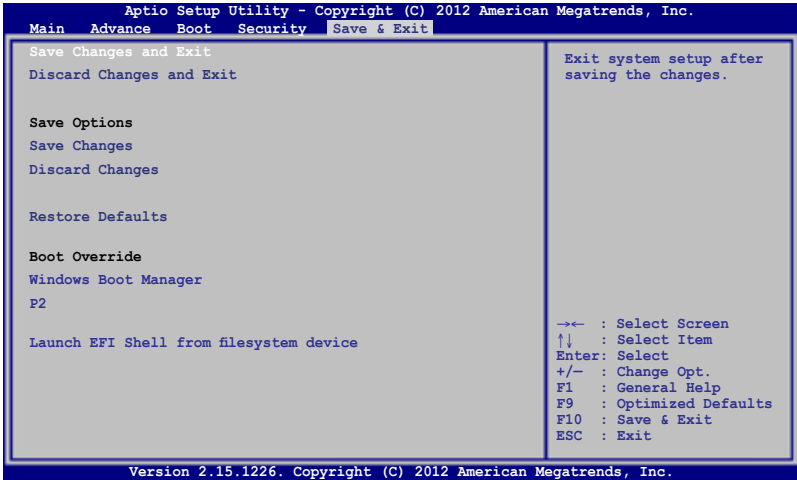 Aptio Setup Utility - Copyright (C) 2012 American Megatrends, Inc.
Main Advance Boot Security Save & Exit
Save Changes and Exit
Discard Changes and Exit
Save Options
Save Changes
Discard Changes
Restore Defaults
Boot Override
Windows Boot Manager
P2
Launch EFI Shell from filesystem device
Exit system setup after
saving the changes.
→← : Select Screen
↑↓ : Select Item
Enter: Select
+/— : Change Opt.
F1 : General Help
F9 : Optimized Defaults
F10 : Save & Exit
ESC : Exit
Version 2.15.1226. Copyright (C) 2012 American Megatrends, Inc.